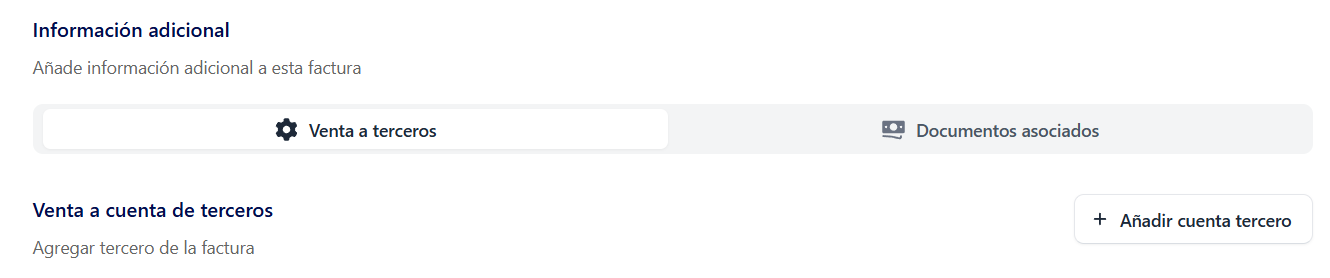 Información adicional
Añade información adicional a esta factura
Venta a terceros
Documentos asociados
Venta a cuenta de terceros
Añadir cuenta tercero
Agregar tercero de la factura